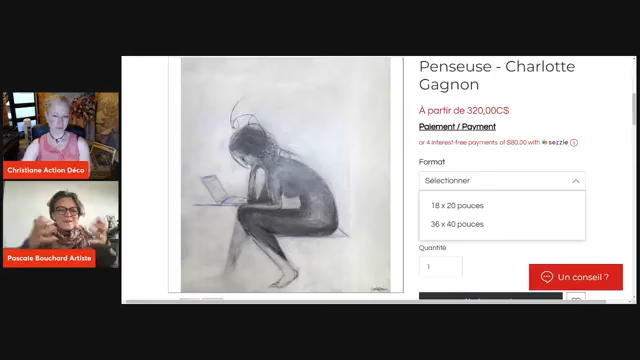 Penseuse - Charlotte
Gagnon
À partir de 320,00C$
Paiement / Payment
or 4 interest-free payments of $80.00 with sezzle
Format
Sélectionner
18 x 20 pouces
36 x 40 pouces
Quantité
1
Un conseil ?
Christiane Action Déco
Pascale Bouchard Artiste